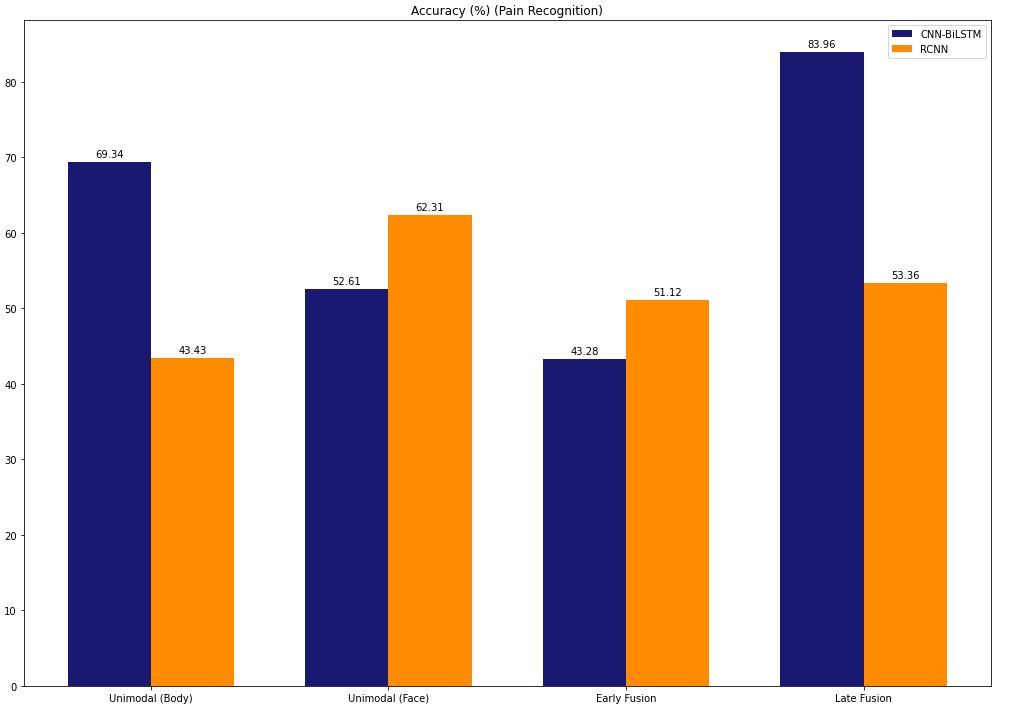 Accuracy (%) (Pain Recognition)
CNN-BiLSTM
RCNN
83.96
80
70
69.34
62.31
60
52.61
53.36
51.12
50
43.43
43.28
40
30
20
10
0
Unimodal (Body)
Unimodal (Face)
Early Fusion
Late Fusion